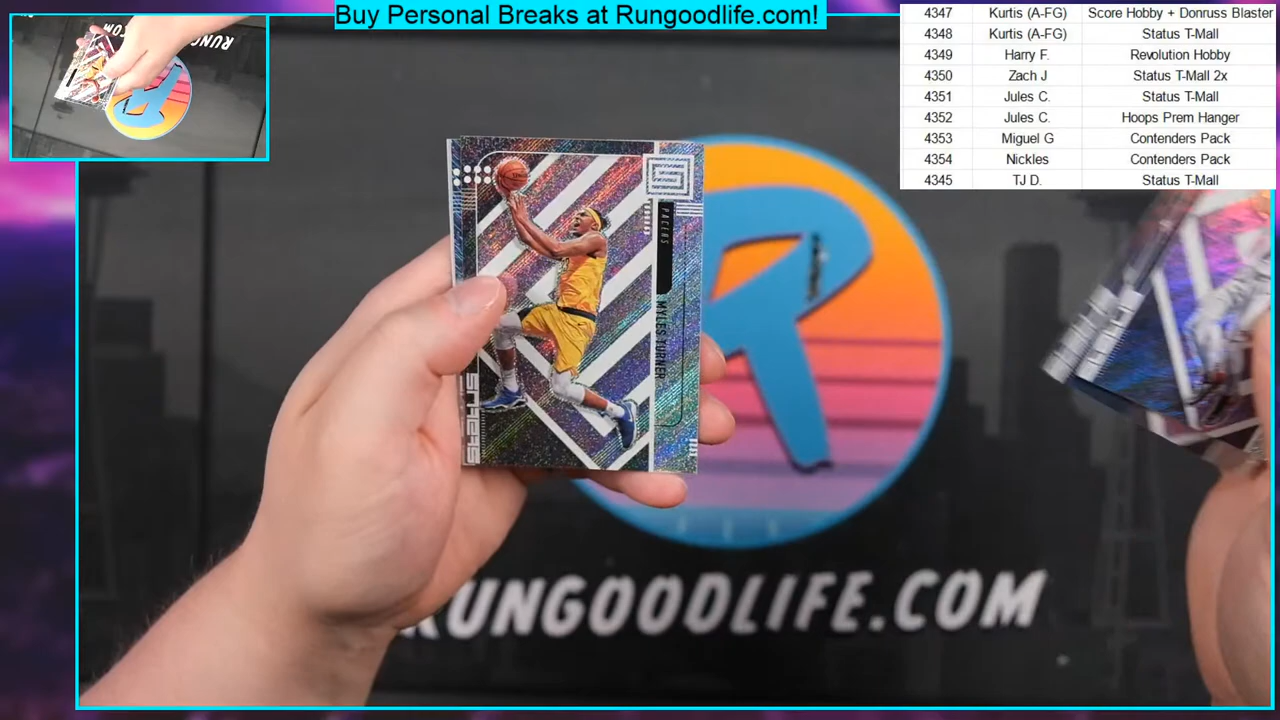 Buy Personal Breaks at Rungoodlife.com!
4347 Kurtis (A-FG) Score Hobby + Donruss Blaster
4348 Kurtis (A-FG) Status T-Mall
4349 Harry F. Revolution Hobby
4350 Zach J Status T-Mall 2x
4351 Jules C. Status T-Mall
4352 Jules C. Hoops Prem Hanger
4353 Miguel G Contenders Pack
4354 Nickles Contenders Pack
4345 TJ D. Status T-Mall
PACERS
MYLES TURNER
STATUS
R
RUNGOODLIFE.COM